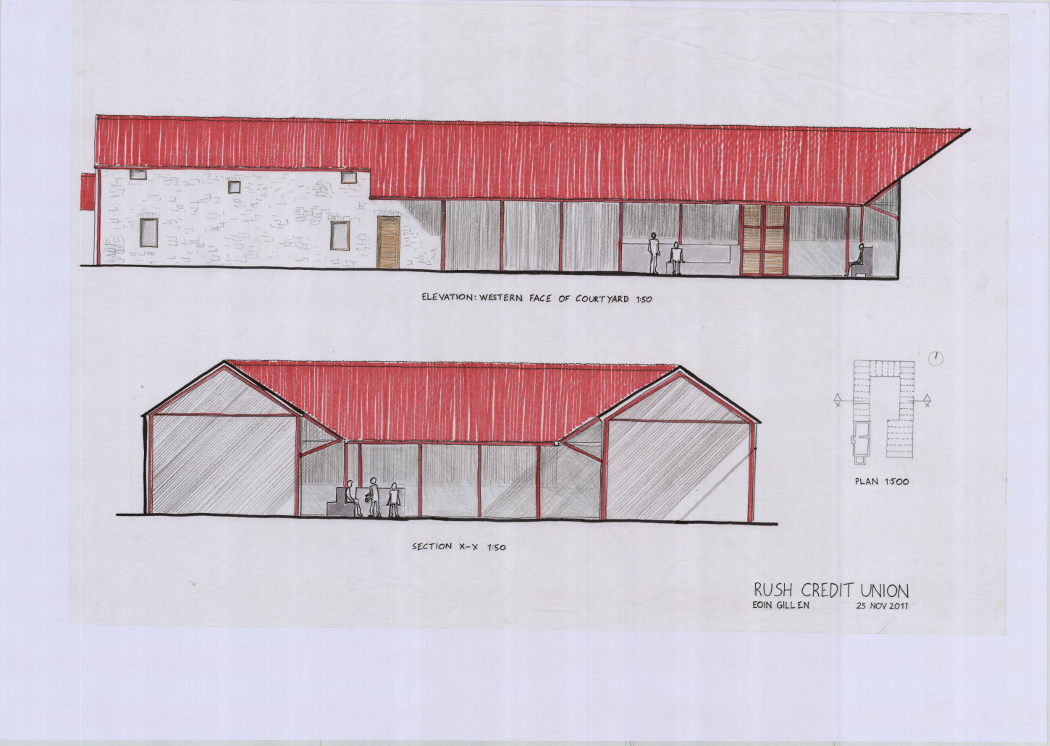 ELEVATION: WESTERN FACE OF COURTYARD 1:50
X X
PLAN 1:500
SECTION X-X 1:50
RUSH CREDIT UNION
EOIN GILLEN 25 NOV 2011